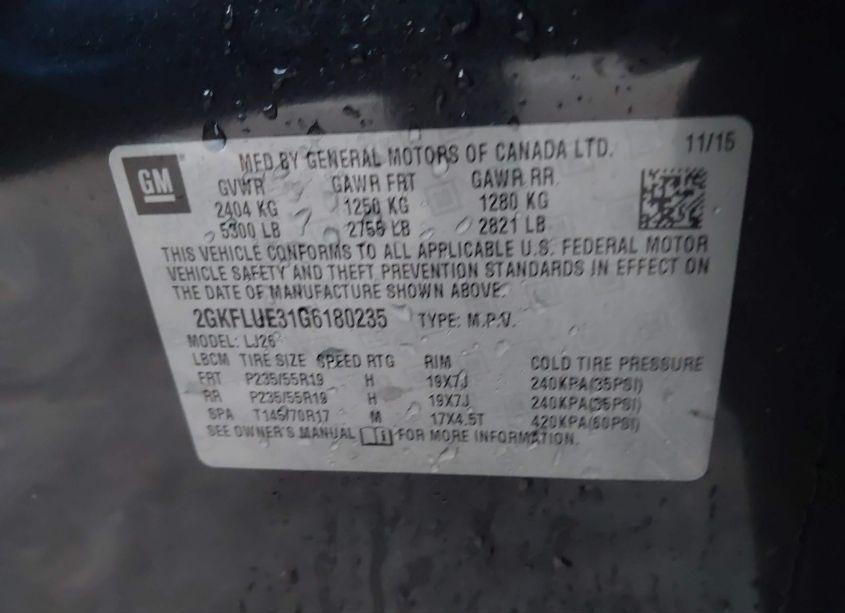 GM
MFD BY GENERAL MOTORS OF CANADA LTD. 11/15
GVWR GAWR FRT GAWR RR
2404 KG 1250 KG 1280 KG
5300 LB 2755 LB 2821 LB
THIS VEHICLE CONFORMS TO ALL APPLICABLE U.S. FEDERAL MOTOR
VEHICLE SAFETY AND THEFT PREVENTION STANDARDS IN EFFECT ON
THE DATE OF MANUFACTURE SHOWN ABOVE.
2GKFLUE31G6180235 TYPE: M.P.V.
MODEL: LJ26
LBCM TIRE SIZE SPEED RTG RIM COLD TIRE PRESSURE
FRT P235/55R19 H 19X7J 240KPA(35PSI)
RR P235/55R19 H 19X7J 240KPA(35PSI)
SPA T145/70R17 M 17X4.5T 420KPA(60PSI)
SEE OWNER'S MANUAL i FOR MORE INFORMATION.